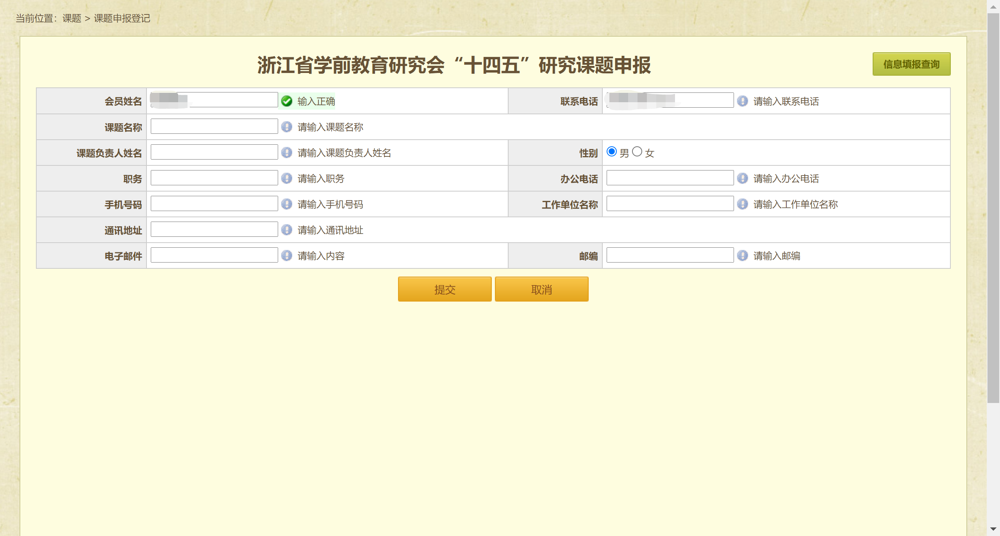 当前位置：课题 > 课题申报登记
浙江省学前教育研究会“十四五”研究课题申报
信息填报查询
会员姓名 输入正确 联系电话 请输入联系电话
课题名称 请输入课题名称
课题负责人姓名 请输入课题负责人姓名 性别 男 女
职务 请输入职务 办公电话 请输入办公电话
手机号码 请输入手机号码 工作单位名称 请输入工作单位名称
通讯地址 请输入通讯地址
电子邮件 请输入内容 邮编 请输入邮编
提交 取消